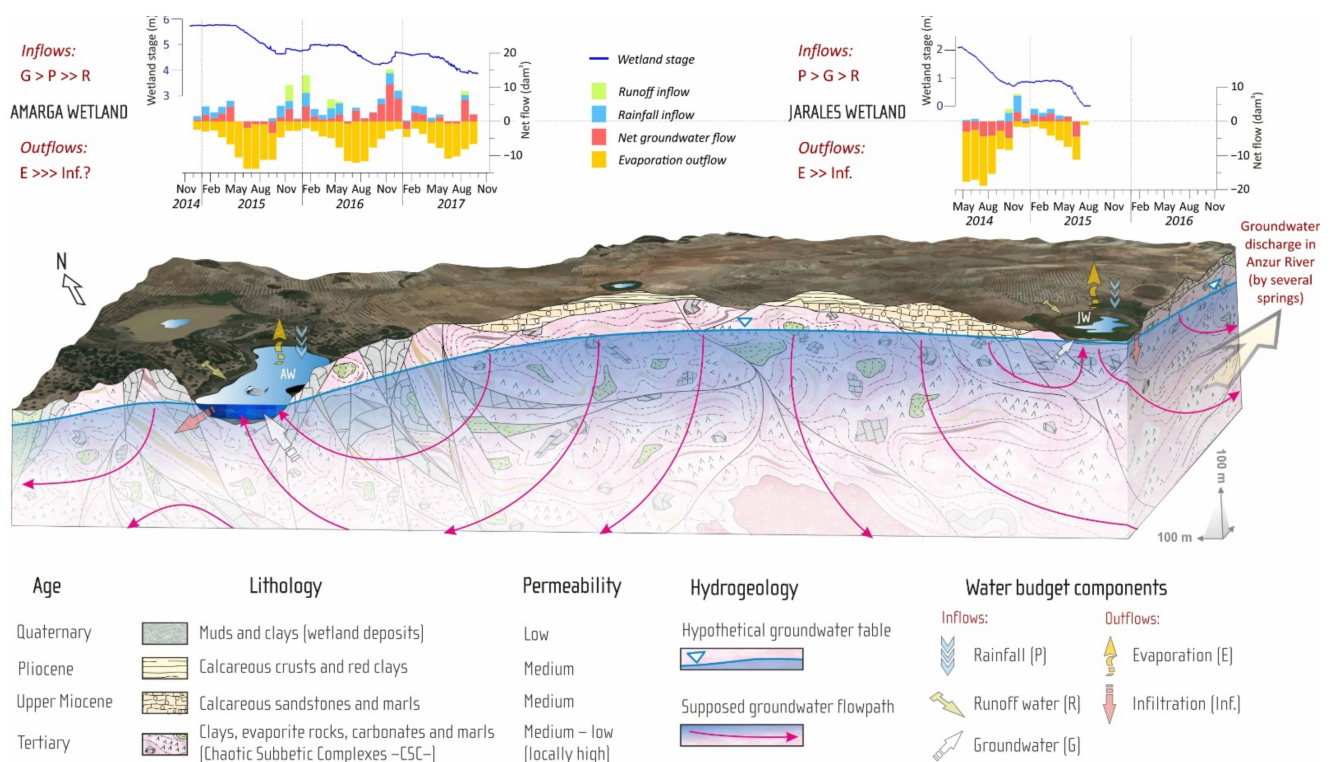 Inflows:
G > P >> R
AMARGA WETLAND
Outflows:
E >>> Inf.?
Wetland stage (m)
6
5
4
3
20
10
0
−10
Net flow (dam³)
Nov Feb May Aug Nov Feb May Aug Nov Feb May Aug Nov
2014 2015 2016 2017
Wetland stage
Runoff inflow
Rainfall inflow
Net groundwater flow
Evaporation outflow
Inflows:
P > G > R
JARALES WETLAND
Outflows:
E >> Inf.
Wetland stage (m)
2
1
0
10
0
−10
−20
Net flow (dam³)
May Aug Nov Feb May Aug Nov Feb May Aug Nov
2014 2015 2016
Groundwater
discharge in
Anzur River
(by several
springs)
N
AW
JW
100 m
100 m
Age Lithology Permeability Hydrogeology Water budget components
Quaternary Muds and clays (wetland deposits) Low
Pliocene Calcareous crusts and red clays Medium
Upper Miocene Calcareous sandstones and marls Medium
Tertiary Clays, evaporite rocks, carbonates and marls
(Chaotic Subbetic Complexes –CSC–)
Medium – low
(locally high)
Hypothetical groundwater table
Supposed groundwater flowpath
Inflows:
Rainfall (P)
Runoff water (R)
Groundwater (G)
Outflows:
Evaporation (E)
Infiltration (Inf.)